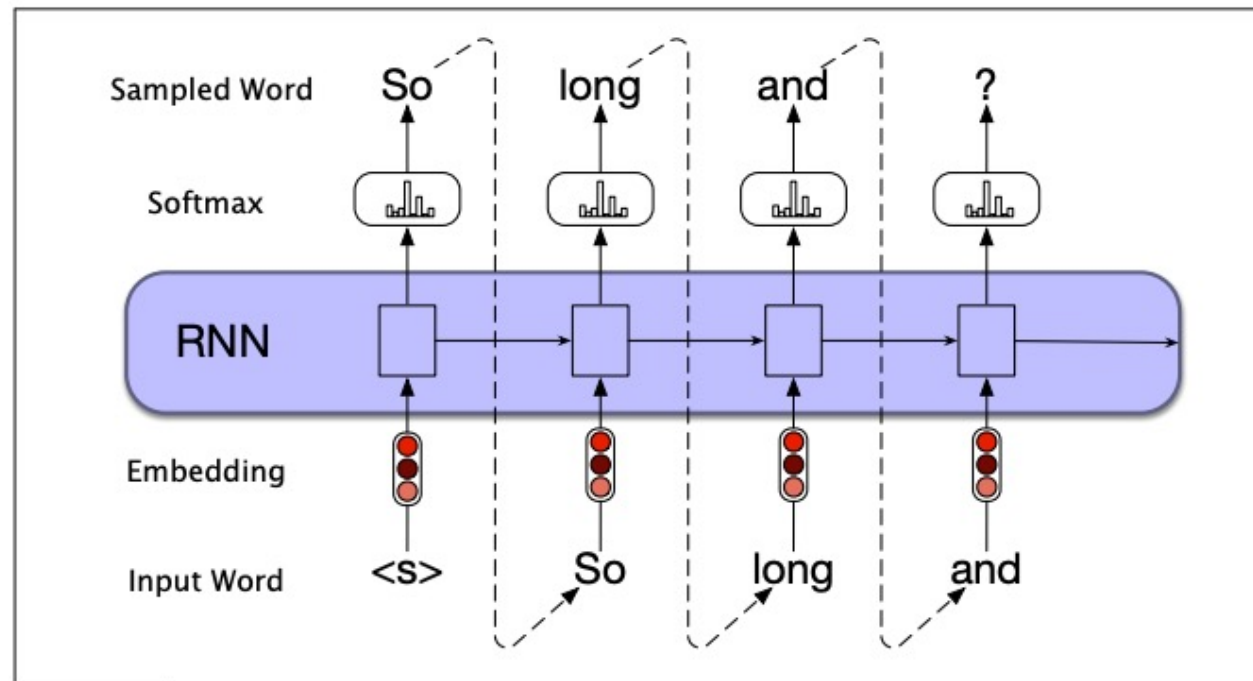 Sampled Word So long and ?
Softmax
RNN
Embedding
Input Word <s> So long and